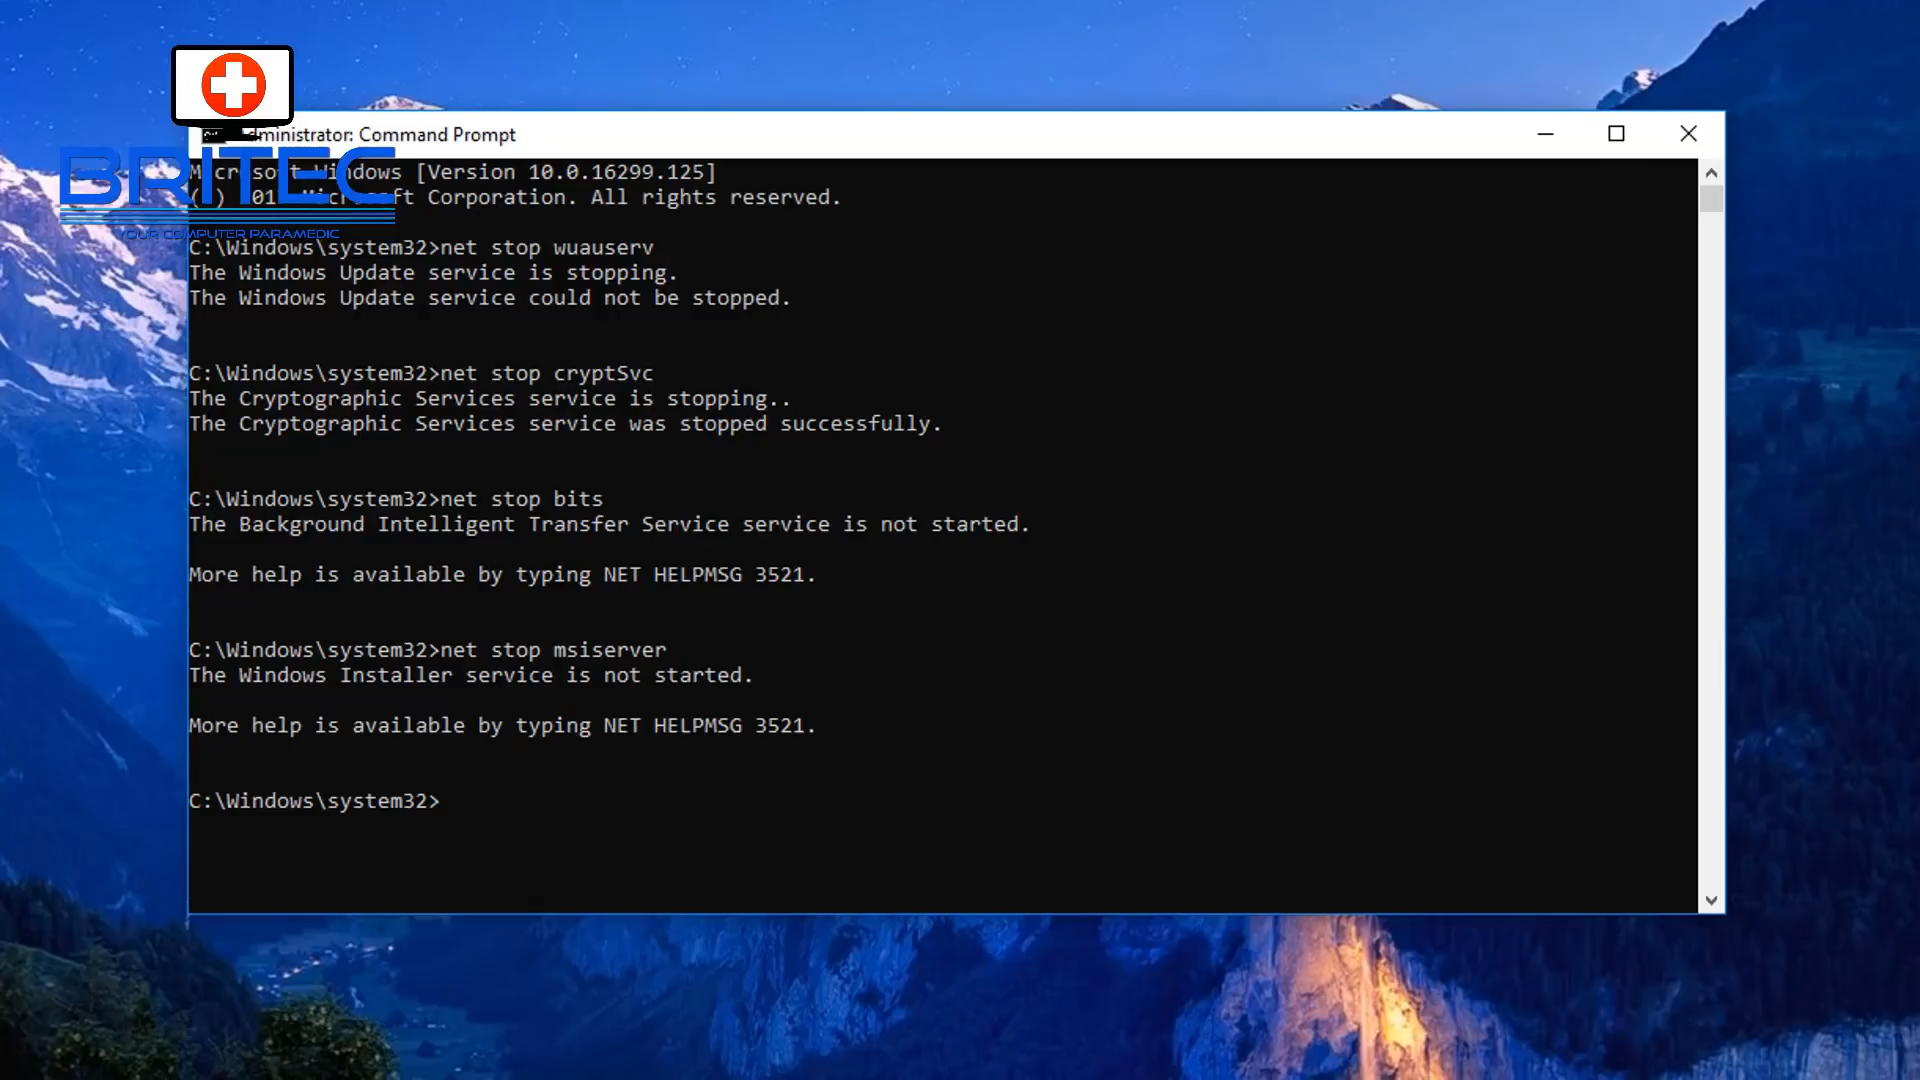 BRITEC
YOUR COMPUTER PARAMEDIC
Administrator: Command Prompt
Microsoft Windows [Version 10.0.16299.125]
Microsoft Corporation. All rights reserved.
C:\Windows\system32>net stop wuauserv
The Windows Update service is stopping.
The Windows Update service could not be stopped.
C:\Windows\system32>net stop cryptSvc
The Cryptographic Services service is stopping..
The Cryptographic Services service was stopped successfully.
C:\Windows\system32>net stop bits
The Background Intelligent Transfer Service service is not started.
More help is available by typing NET HELPMSG 3521.
C:\Windows\system32>net stop msiserver
The Windows Installer service is not started.
More help is available by typing NET HELPMSG 3521.
C:\Windows\system32>